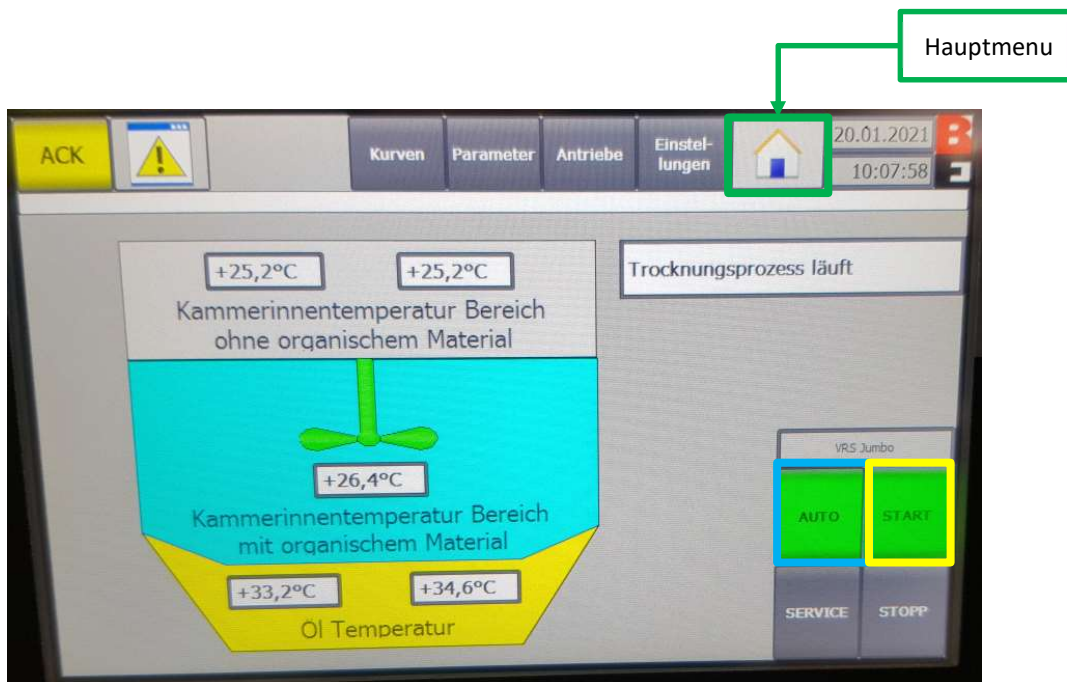 Hauptmenu
ACK
Kurven
Parameter
Antriebe
Einstel-
lungen
20.01.2021
10:07:58
+25,2°C
+25,2°C
Kammerinnentemperatur Bereich
ohne organischem Material
Trocknungsprozess läuft
+26,4°C
Kammerinnentemperatur Bereich
mit organischem Material
+33,2°C
+34,6°C
Öl Temperatur
VRS Jumbo
AUTO
START
SERVICE
STOPP